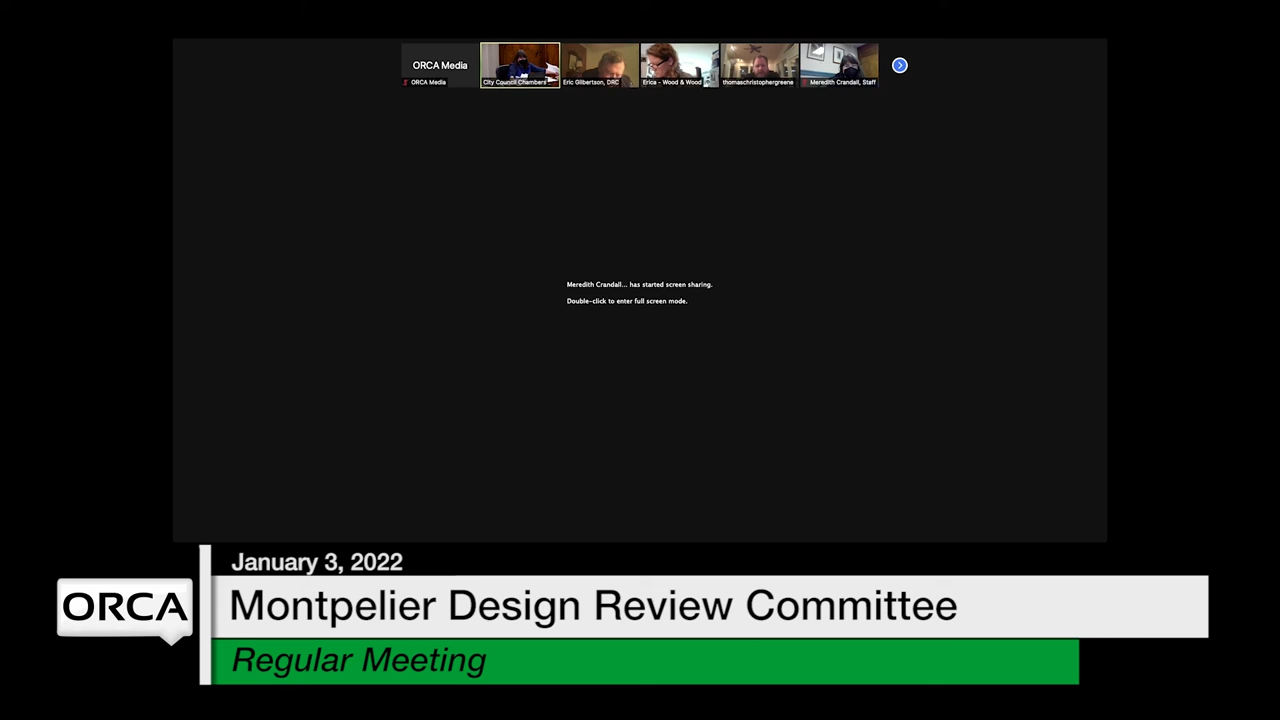 ORCA Media
ORCA Media
City Council Chambers
Eric Gilbertson, DRC
Erica - Wood & Wood
thomaschristophergreene
Meredith Crandall, Staff
Meredith Crandall... has started screen sharing.
Double-click to enter full screen mode.
January 3, 2022
ORCA
Montpelier Design Review Committee
Regular Meeting